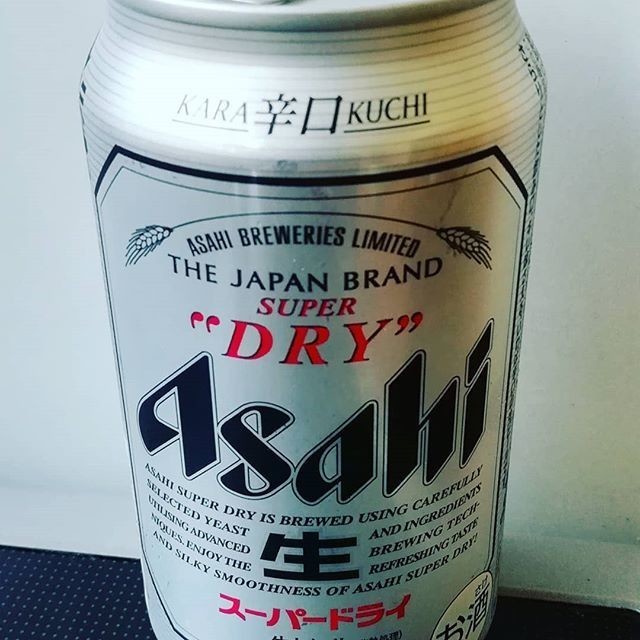 KARA 辛口 KUCHI
ASAHI BREWERIES LIMITED
THE JAPAN BRAND
SUPER
“DRY”
Asahi
ASAHI SUPER DRY IS BREWED USING CAREFULLY
SELECTED YEAST AND INGREDIENTS
UTILISING ADVANCED BREWING TECH-
NIQUES. ENJOY THE REFRESHING TASTE
AND SILKY SMOOTHNESS OF ASAHI SUPER DRY!
生
スーパードライ
お酒